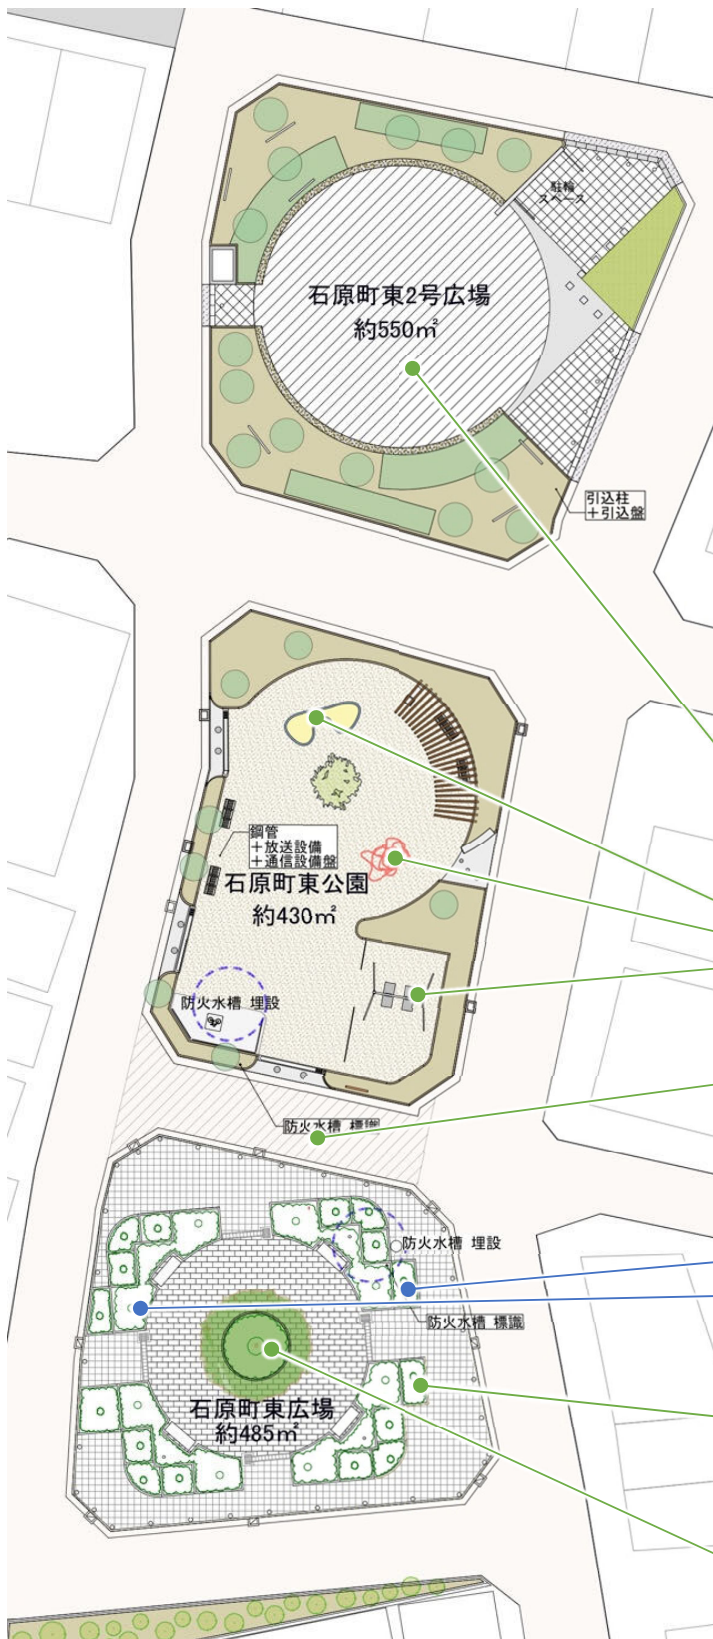 駐輪
スペース
石原町東2号広場
約550㎡
引込柱
＋引込盤
鋼管
＋放送設備
＋通信設備盤
石原町東公園
約430㎡
防火水槽 埋設
防火水槽 標識
防火水槽 埋設
防火水槽 標識
石原町東広場
約485㎡